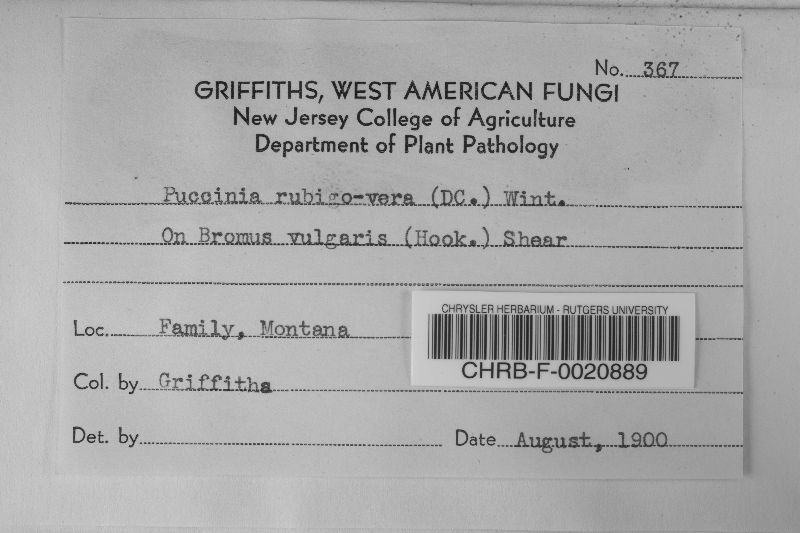 No. 367
GRIFFITHS, WEST AMERICAN FUNGI
New Jersey College of Agriculture
Department of Plant Pathology
Puccinia rubigo-vera (DC.) Wint.
On Bromus vulgaris (Hook.) Shear
Loc. Family, Montana
CHRYSLER HERBARIUM - RUTGERS UNIVERSITY
CHRB-F-0020889
Col. by Griffiths
Det. by
Date August, 1900